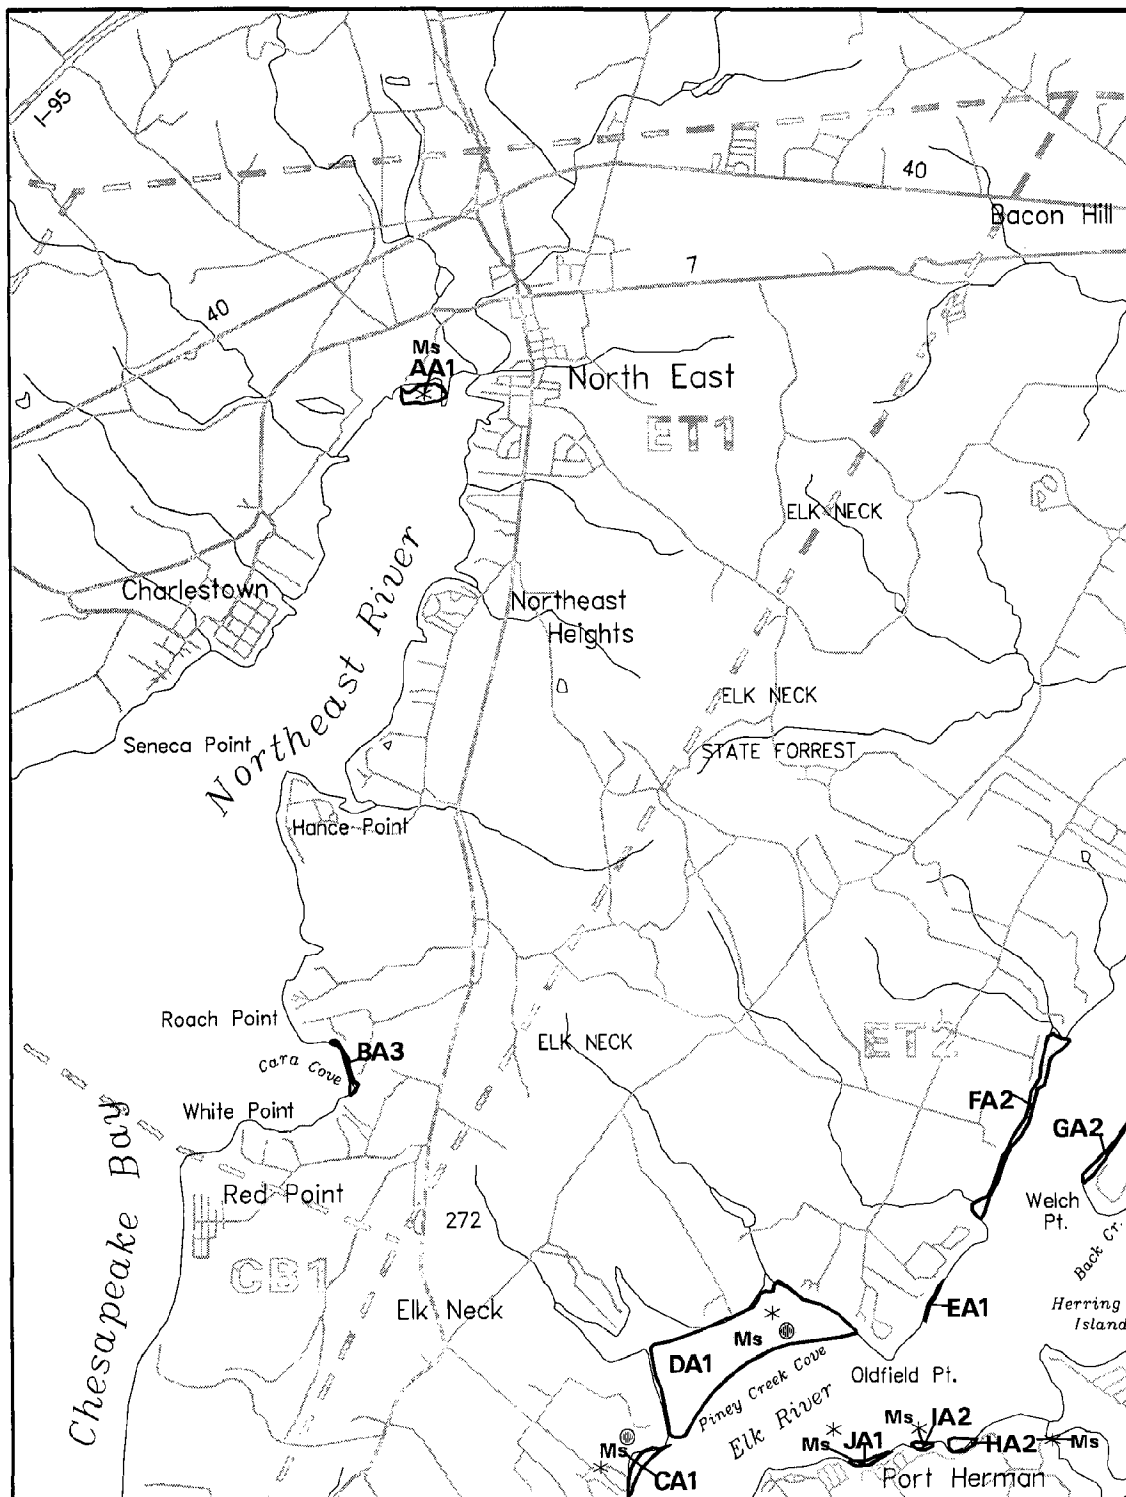 I-95
40
Bacon Hill
7
40
Ms
AA1
North East
ET1
ELK NECK
Northeast River
Charlestown
Northeast
Heights
ELK NECK
Seneca Point
STATE FORREST
Hance Point
Roach Point
BA3
Cara Cove
ELK NECK
ET2
White Point
FA2
GA2
Chesapeake Bay
Red Point
272
Welch
Pt.
Back Cr.
CB1
Elk Neck
EA1
Herring
Island
Ms
DA1
Piney Creek Cove
Oldfield Pt.
Elk River
Ms IA2
Ms JA1
HA2 Ms
Ms
CA1
Port Herman